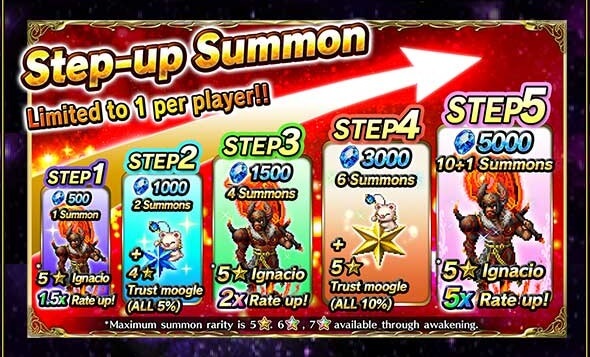 Step-up Summon
Limited to 1 per player!!
STEP1
500
1 Summon
*5★ Ignacio
1.5x Rate up!
STEP2
1000
2 Summons
+
4★
Trust moogle
(ALL 5%)
STEP3
1500
4 Summons
*5★ Ignacio
2x Rate up!
STEP4
3000
6 Summons
+
5★
Trust moogle
(ALL 10%)
STEP5
5000
10+1 Summons
*5★ Ignacio
5x Rate up!
*Maximum summon rarity is 5★. 6★, 7★ available through awakening.